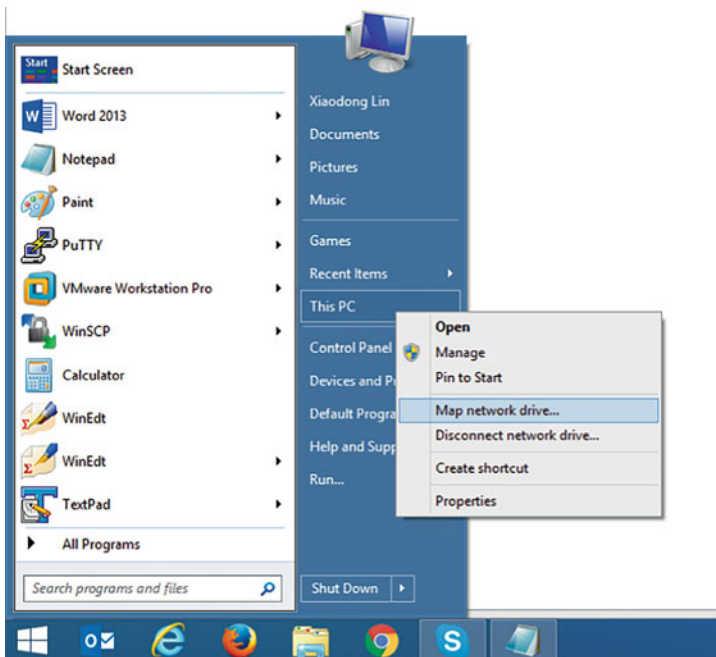 Start
Start Screen
Word 2013
Notepad
Paint
PuTTY
VMware Workstation Pro
WinSCP
Calculator
WinEdt
WinEdt
TextPad
All Programs
Search programs and files
Xiaodong Lin
Documents
Pictures
Music
Games
Recent Items
This PC
Control Panel
Devices and Pr
Default Progra
Help and Supp
Run...
Shut Down
Open
Manage
Pin to Start
Map network drive...
Disconnect network drive...
Create shortcut
Properties